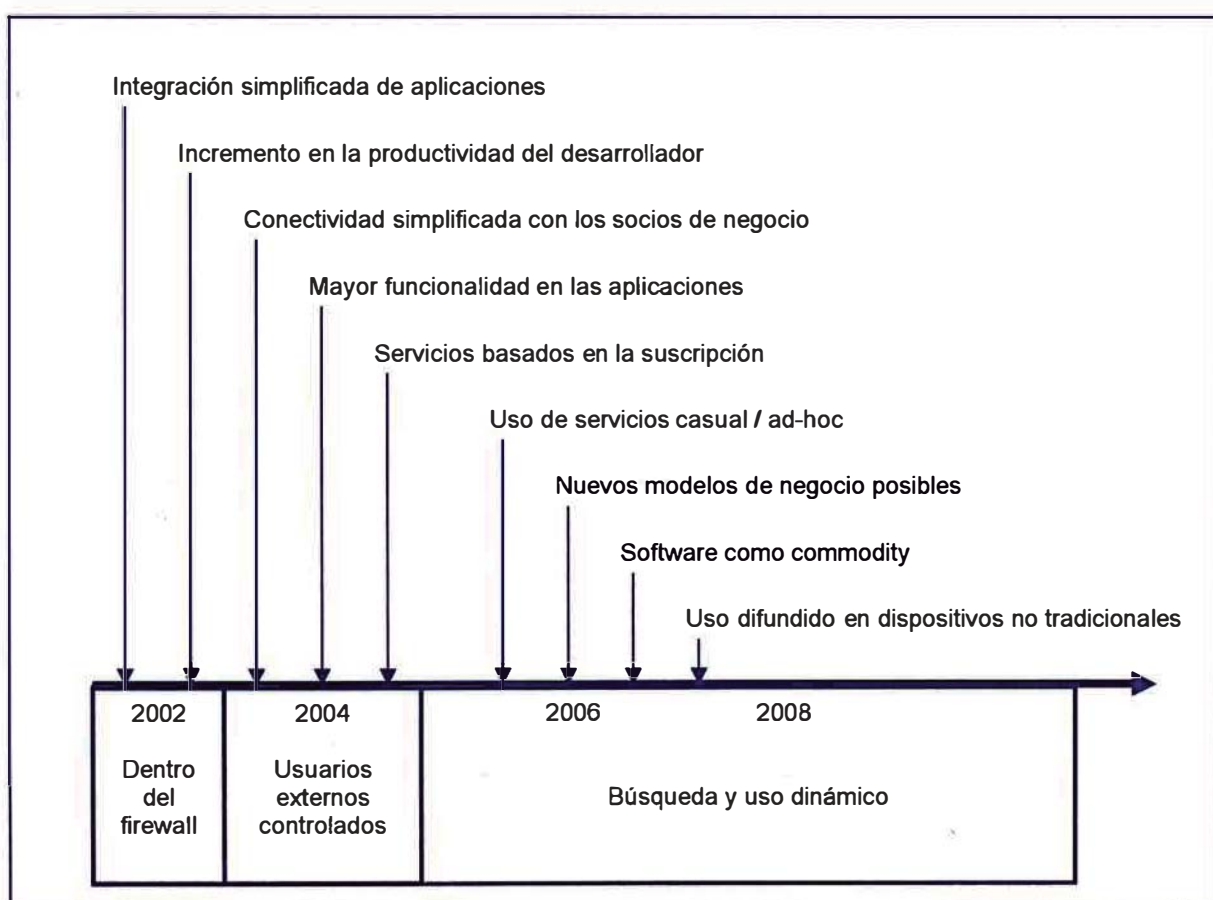 Integración simplificada de aplicaciones
Incremento en la productividad del desarrollador
Conectividad simplificada con los socios de negocio
Mayor funcionalidad en las aplicaciones
Servicios basados en la suscripción
Uso de servicios casual / ad-hoc
Nuevos modelos de negocio posibles
Software como commodity
Uso difundido en dispositivos no tradicionales
2002
2004
2006
2008
Dentro
del
firewall
Usuarios
externos
controlados
Búsqueda y uso dinámico